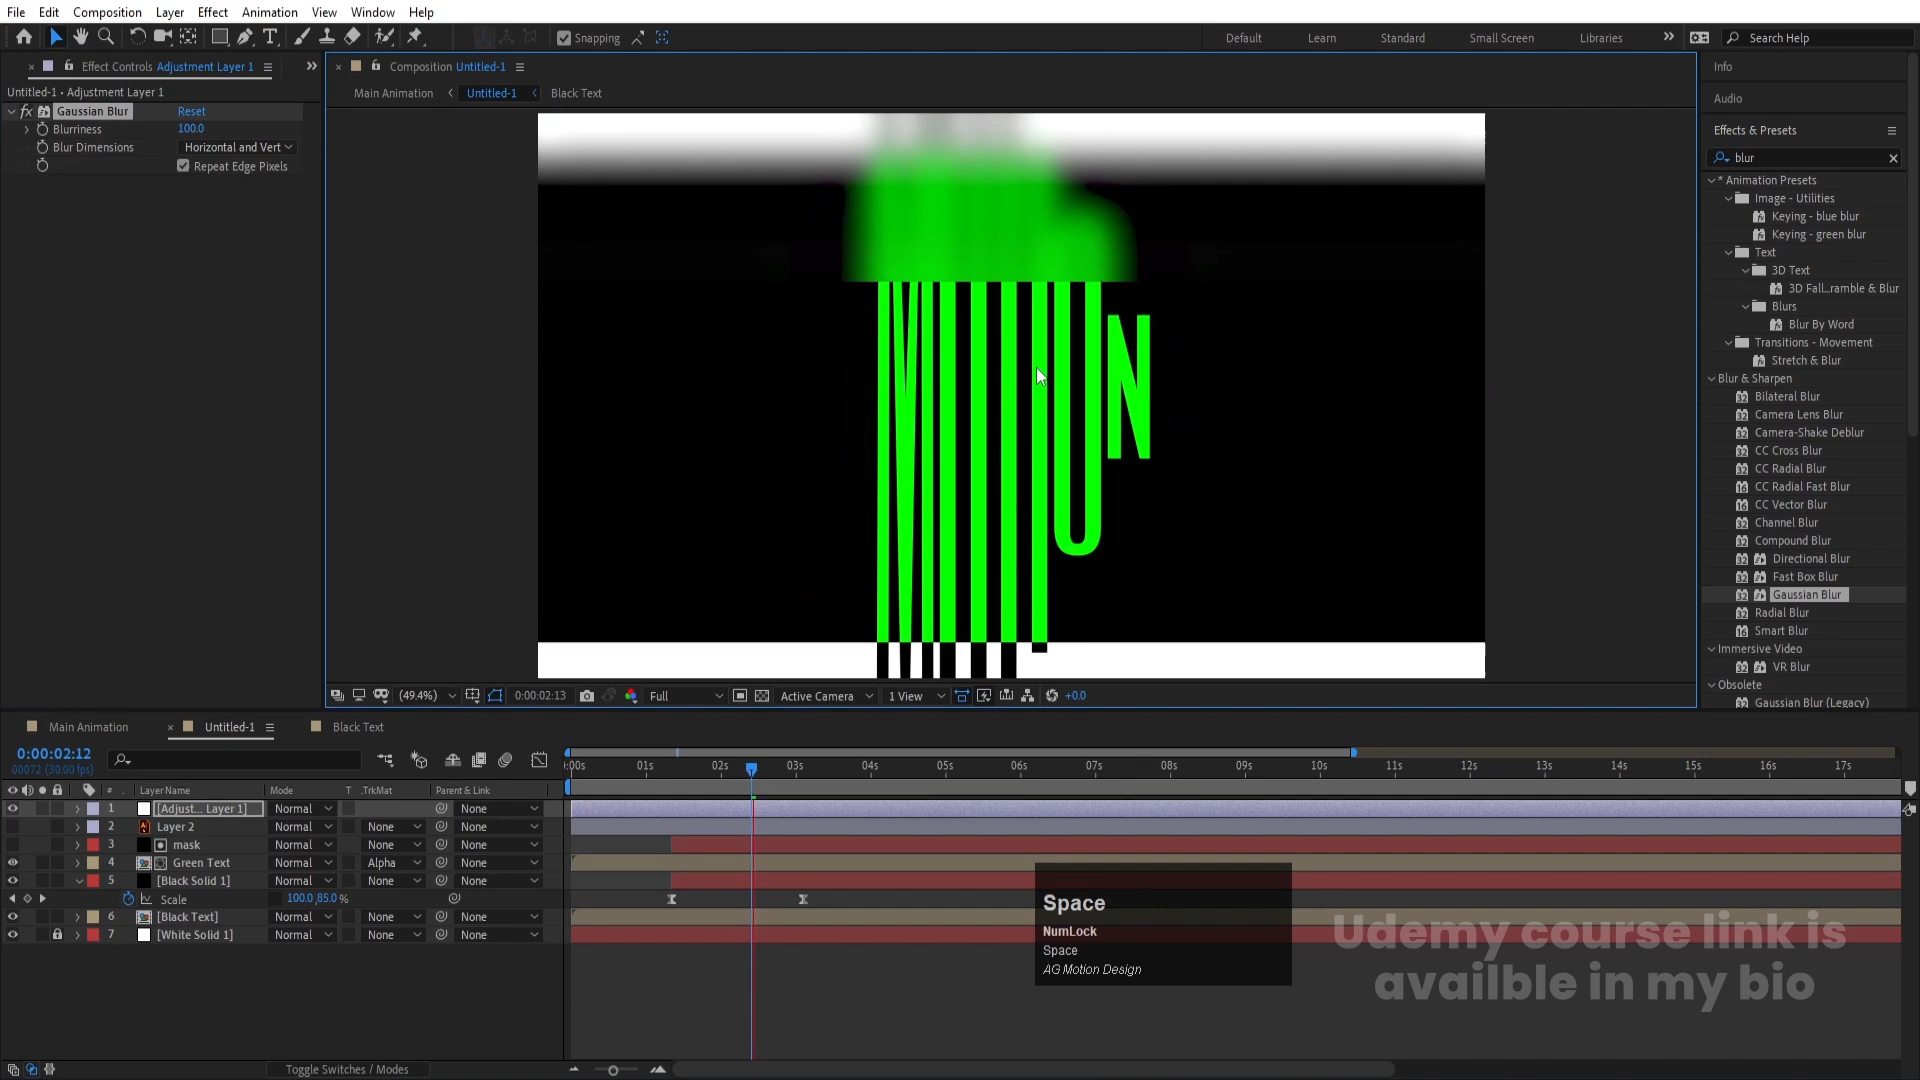 File Edit Composition Layer Effect Animation View Window Help
Snapping Default Learn Standard Small Screen Libraries Search Help
Effect Controls Adjustment Layer 1
Untitled-1 • Adjustment Layer 1
fx Gaussian Blur Reset
Blurriness 100.0
Blur Dimensions Horizontal and Vert
Repeat Edge Pixels
Composition Untitled-1
Main Animation Untitled-1 Black Text
UN
(49.4%) 0:00:02:13 Full Active Camera 1 View +0.0
Info
Audio
Effects & Presets
blur
* Animation Presets
Image - Utilities
Keying - blue blur
Keying - green blur
Text
3D Text
3D Fall...ramble & Blur
Blurs
Blur By Word
Transitions - Movement
Stretch & Blur
Blur & Sharpen
Bilateral Blur
Camera Lens Blur
Camera-Shake Deblur
CC Cross Blur
CC Radial Blur
CC Radial Fast Blur
CC Vector Blur
Channel Blur
Compound Blur
Directional Blur
Fast Box Blur
Gaussian Blur
Radial Blur
Smart Blur
Immersive Video
VR Blur
Obsolete
Gaussian Blur (Legacy)
Main Animation Untitled-1 Black Text
0:00:02:12
00072 (30.00 fps)
:00s 01s 02s 03s 04s 05s 06s 07s 08s 09s 10s 11s 12s 13s 14s 15s 16s 17s
# Layer Name Mode T .TrkMat Parent & Link
1 [Adjust... Layer 1] Normal None
2 Layer 2 Normal None None
3 mask Normal None None
4 Green Text Normal Alpha None
5 [Black Solid 1] Normal None None
Scale 100.0,85.0 %
6 [Black Text] Normal None None
7 [White Solid 1] Normal None None
Space
NumLock
Space
AG Motion Design
Udemy course link is
availble in my bio
Toggle Switches / Modes